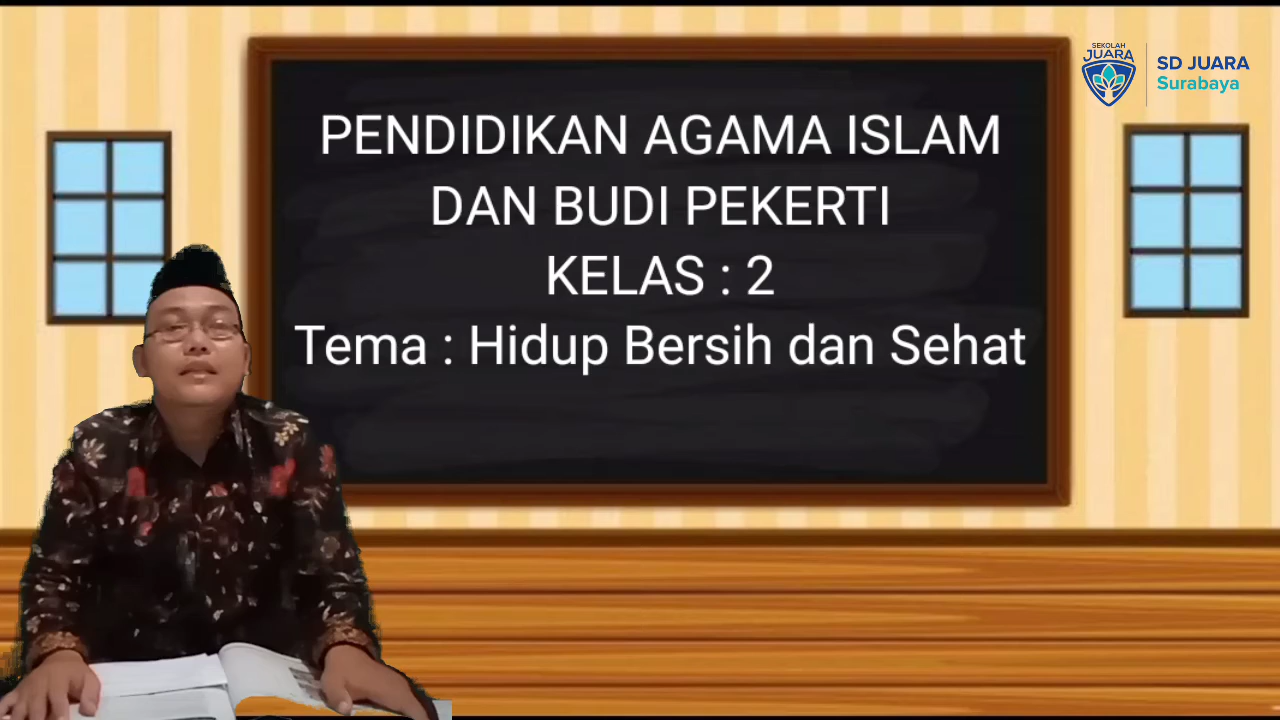 SEKOLAH
JUARA
SD JUARA
Surabaya
PENDIDIKAN AGAMA ISLAM
DAN BUDI PEKERTI
KELAS : 2
Tema : Hidup Bersih dan Sehat